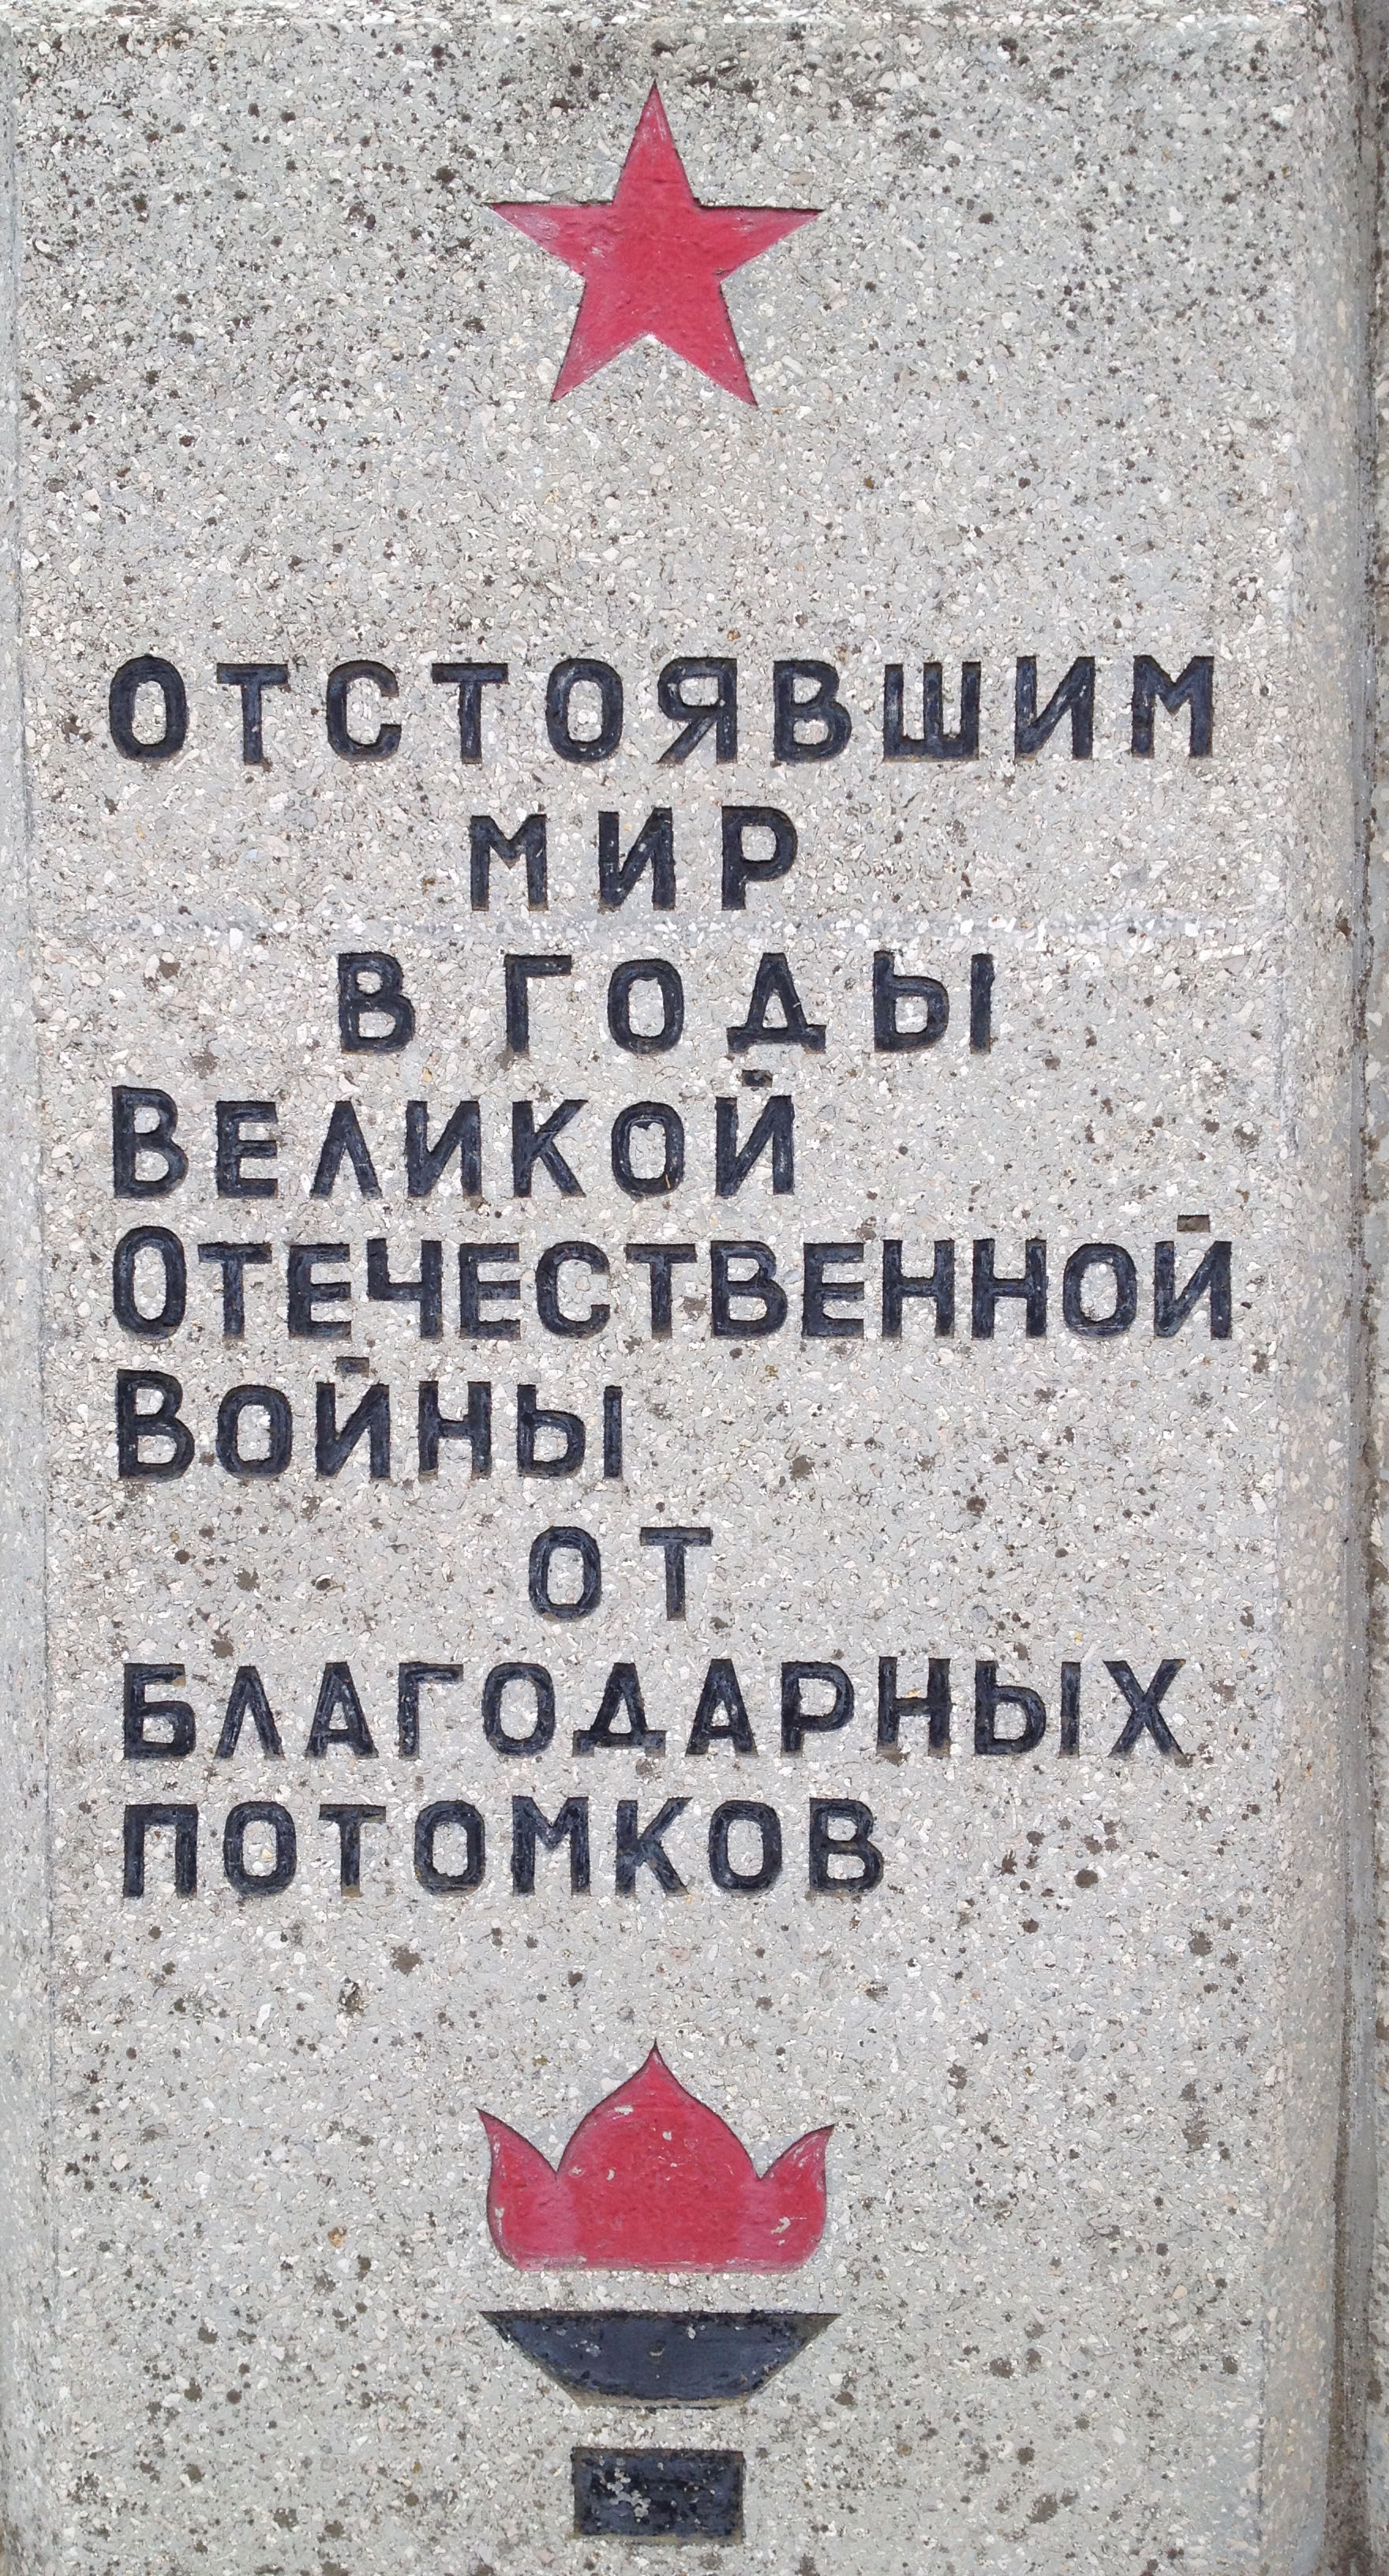 ОТСТОЯВШИМ
МИР
В ГОДЫ
ВЕЛИКОЙ
ОТЕЧЕСТВЕННОЙ
ВОЙНЫ
ОТ
БЛАГОДАРНЫХ
ПОТОМКОВ